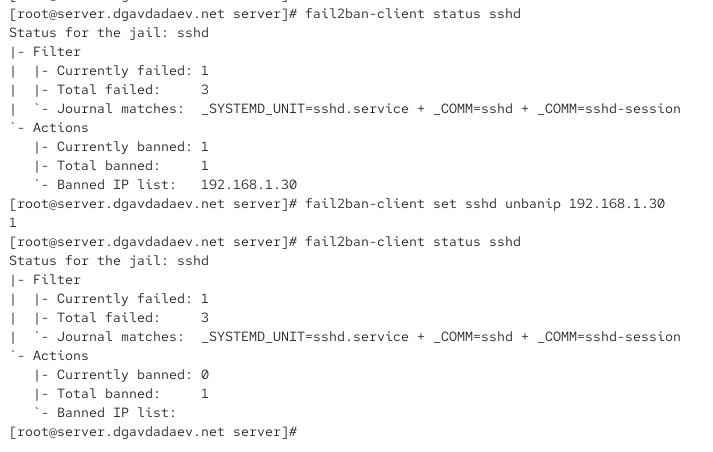 [root@server.dgavdadaev.net server]# fail2ban-client status sshd
Status for the jail: sshd
|- Filter
|  |- Currently failed: 1
|  |- Total failed:     3
|  `- Journal matches:  _SYSTEMD_UNIT=sshd.service + _COMM=sshd + _COMM=sshd-session
`- Actions
   |- Currently banned: 1
   |- Total banned:     1
   `- Banned IP list:   192.168.1.30
[root@server.dgavdadaev.net server]# fail2ban-client set sshd unbanip 192.168.1.30
1
[root@server.dgavdadaev.net server]# fail2ban-client status sshd
Status for the jail: sshd
|- Filter
|  |- Currently failed: 1
|  |- Total failed:     3
|  `- Journal matches:  _SYSTEMD_UNIT=sshd.service + _COMM=sshd + _COMM=sshd-session
`- Actions
   |- Currently banned: 0
   |- Total banned:     1
   `- Banned IP list:
[root@server.dgavdadaev.net server]#